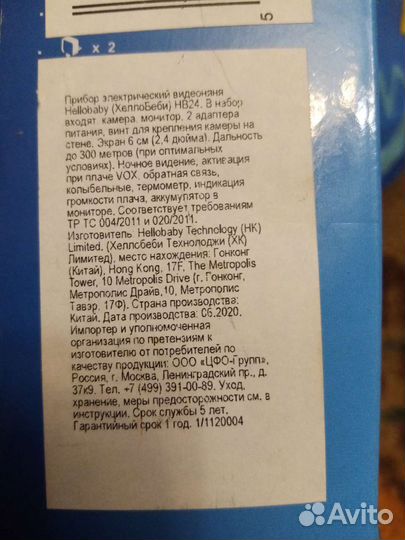 5
x 2
Прибор электрический видеоняня
Hellobaby (ХеллоБеби) HB24. В набор
входят камера, монитор, 2 адаптера
питания, винт для крепления камеры на
стене. Экран 6 см (2,4 дюйма). Дальность
до 300 метров (при оптимальных
условиях). Ночное видение, активация
при плаче VOX, обратная связь,
колыбельные, термометр, индикация
громкости плача, аккумулятор в
мониторе. Соответствует требованиям
ТР ТС 004/2011 и 020/2011.
Изготовитель: Hellobaby Technology (HK)
Limited, (Хеллсбеби Технолоджи (ХК)
Лимитед), место нахождения: Гонконг
(Китай), Hong Kong, 17F, The Metropolis
Tower, 10 Metropolis Drive (г. Гонконг,
Метрополис Драйв,10, Метрополис
Тавэр, 17Ф). Страна производства:
Китай. Дата производства: 06.2020.
Импортер и уполномоченная
организация по претензиям к
изготовителю от потребителей по
качеству продукции: ООО «ЦФО-Групп»,
Россия, г. Москва, Ленинградский пр., д.
37к9. Тел. +7 (499) 391-00-89. Уход,
хранение, меры предосторожности см. в
инструкции. Срок службы 5 лет.
Гарантийный срок 1 год. 1/1120004
Avito